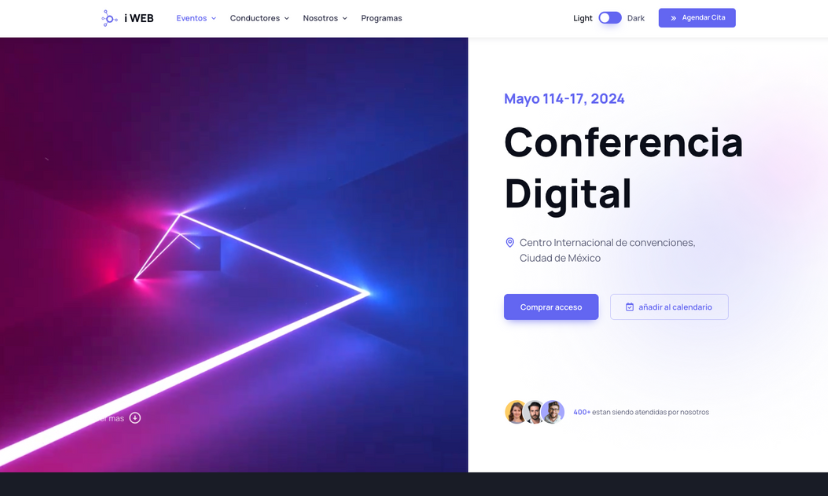 i WEB
Eventos
Conductores
Nosotros
Programas
Light
Dark
Agendar Cita
Mayo 114-17, 2024
Conferencia
Digital
Centro Internacional de convenciones,
Ciudad de México
Comprar acceso
añadir al calendario
mas
400+ estan siendo atendidas por nosotros